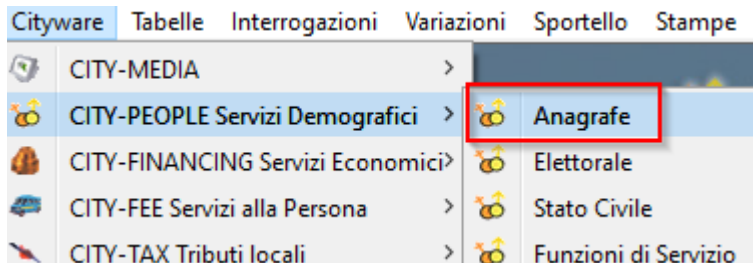 Cityware Tabelle Interrogazioni Variazioni Sportello Stampe
CITY-MEDIA >
CITY-PEOPLE Servizi Demografici > Anagrafe
CITY-FINANCING Servizi Economici> Elettorale
CITY-FEE Servizi alla Persona > Stato Civile
CITY-TAX Tributi locali > Funzioni di Servizio